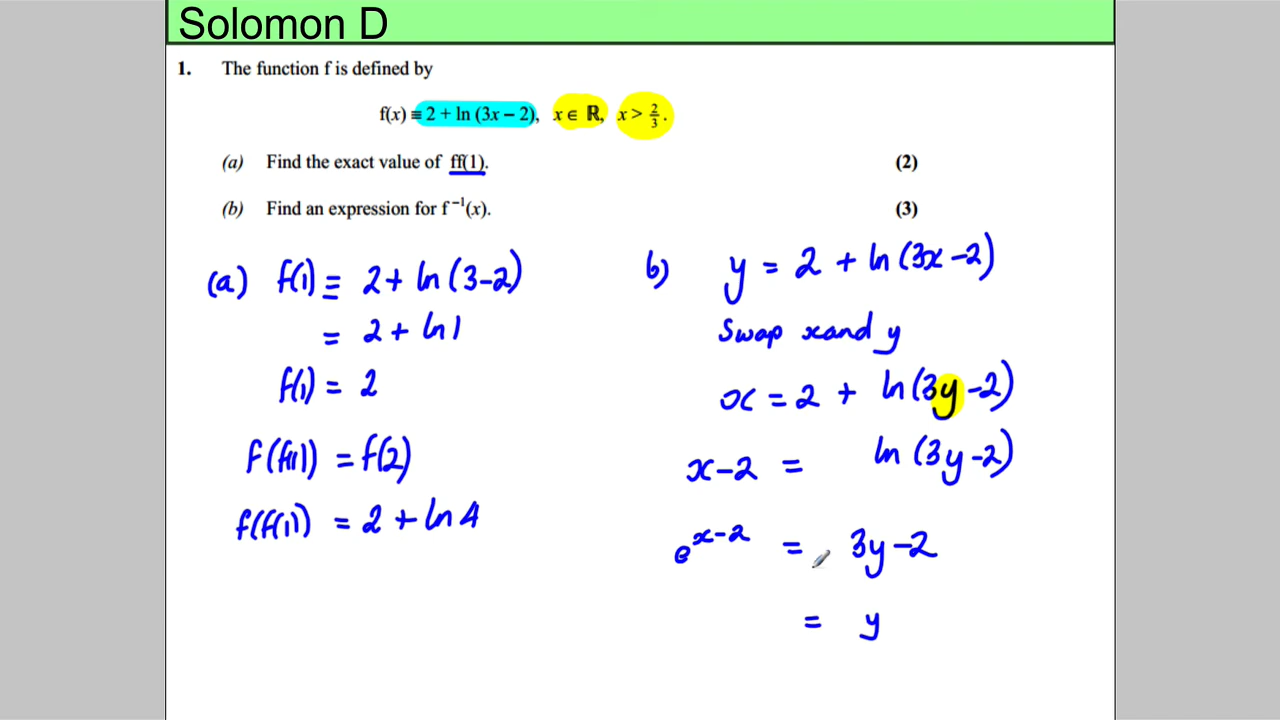 Solomon D
1. The function f is defined by
f(x) ≡ 2 + ln (3x – 2), x ∈ ℝ, x > 2/3.
(a) Find the exact value of ff(1). (2)
(b) Find an expression for f⁻¹(x). (3)
(a) f(1) ≡ 2 + ln (3-2)
= 2 + ln 1
f(1) = 2
f(f(1)) = f(2)
f(f(1)) = 2 + ln 4
b) y = 2 + ln (3x -2)
Swap x and y
x = 2 + ln (3y -2)
x-2 = ln (3y -2)
e^(x-2) = 3y -2
= y